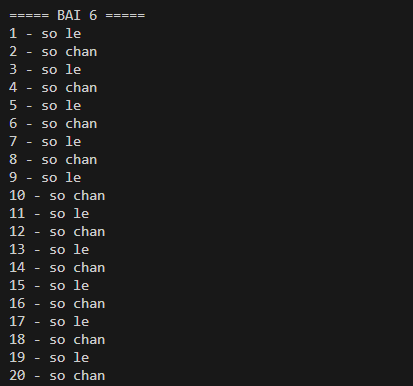 ===== BAI 6 =====
1 - so le
2 - so chan
3 - so le
4 - so chan
5 - so le
6 - so chan
7 - so le
8 - so chan
9 - so le
10 - so chan
11 - so le
12 - so chan
13 - so le
14 - so chan
15 - so le
16 - so chan
17 - so le
18 - so chan
19 - so le
20 - so chan